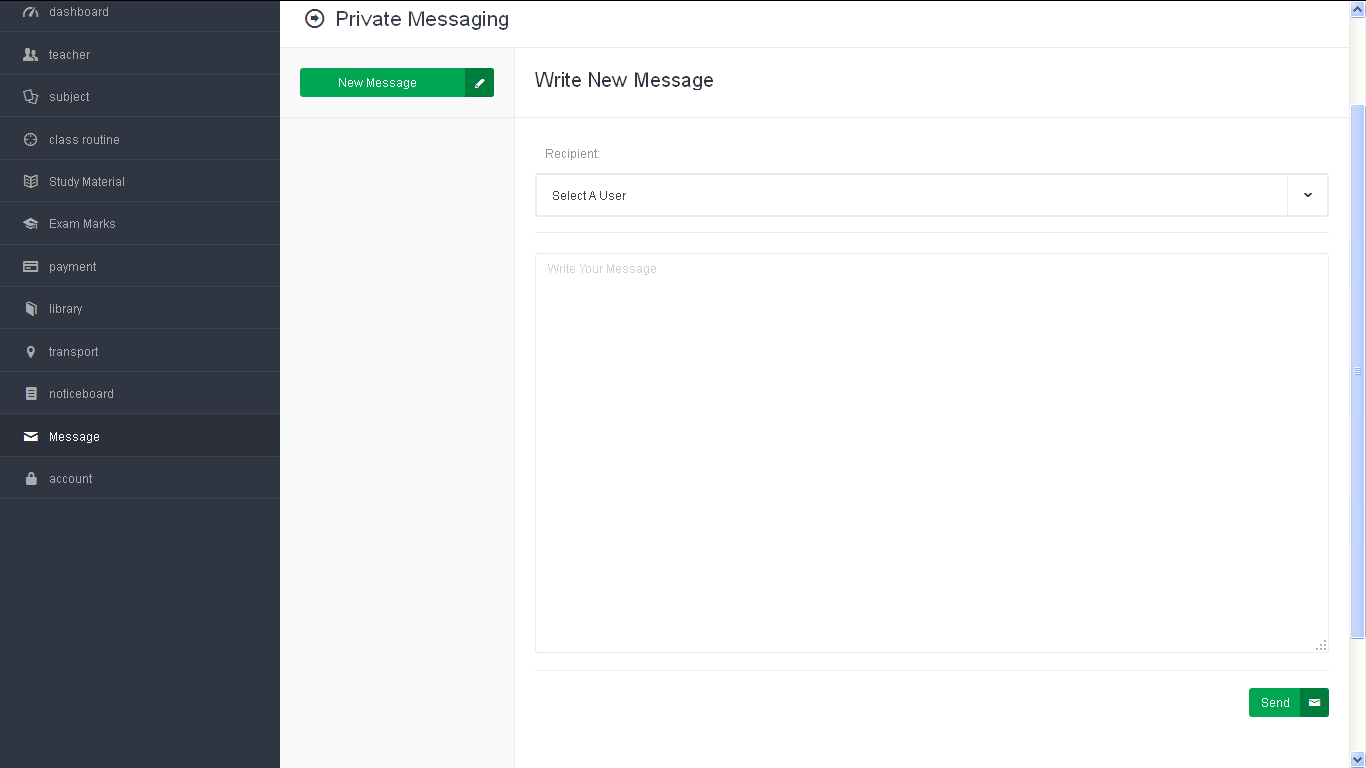 dashboard
teacher
subject
class routine
Study Material
Exam Marks
payment
library
transport
noticeboard
Message
account
Private Messaging
New Message
Write New Message
Recipient:
Select A User
Write Your Message
Send